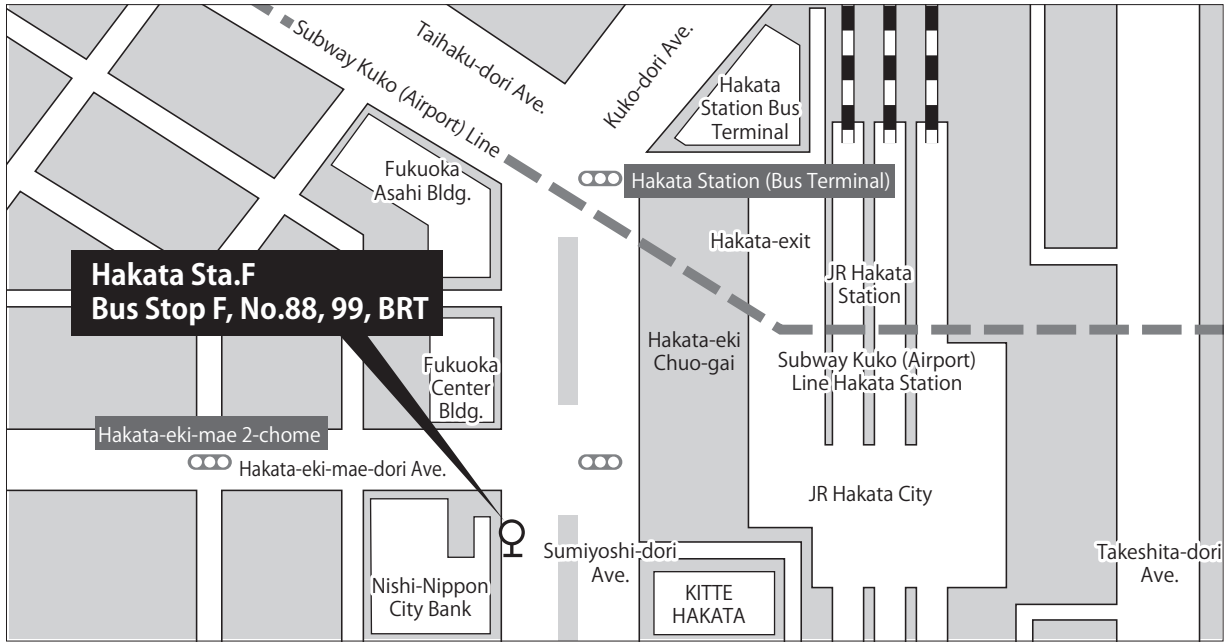 Taihaku-dori Ave.
Kuko-dori Ave.
Subway Kuko (Airport) Line
Hakata
Station Bus
Terminal
Fukuoka
Asahi Bldg.
Hakata Station (Bus Terminal)
Hakata-exit
Hakata Sta.F
Bus Stop F, No.88, 99, BRT
JR Hakata
Station
Hakata-eki
Chuo-gai
Subway Kuko (Airport)
Line Hakata Station
Fukuoka
Center
Bldg.
Hakata-eki-mae 2-chome
Hakata-eki-mae-dori Ave.
JR Hakata City
Sumiyoshi-dori
Ave.
Takeshita-dori
Ave.
Nishi-Nippon
City Bank
KITTE
HAKATA